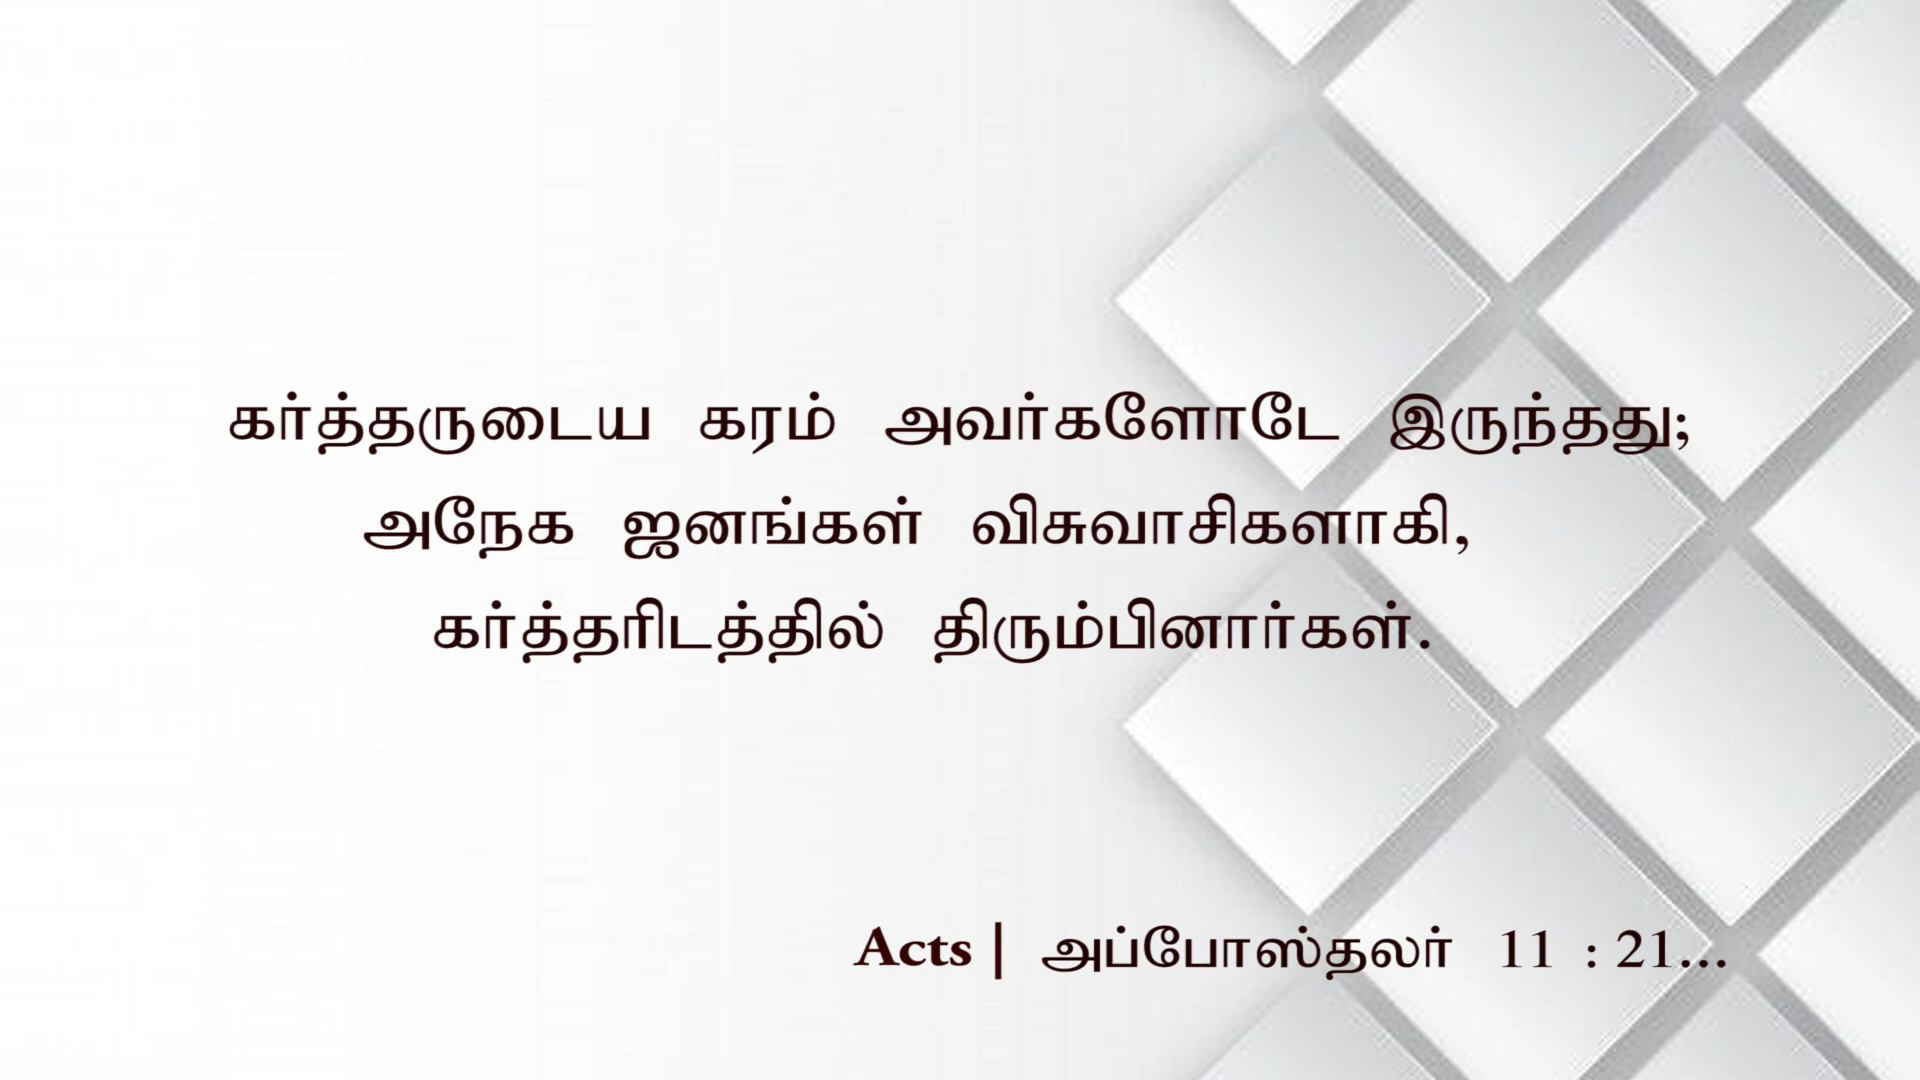 கர்த்தருடைய கரம் அவர்களோடே இருந்தது;
அநேக ஜனங்கள் விசுவாசிகளாகி,
கர்த்தரிடத்தில் திரும்பினார்கள்.
Acts | அப்போஸ்தலர் 11 : 21...